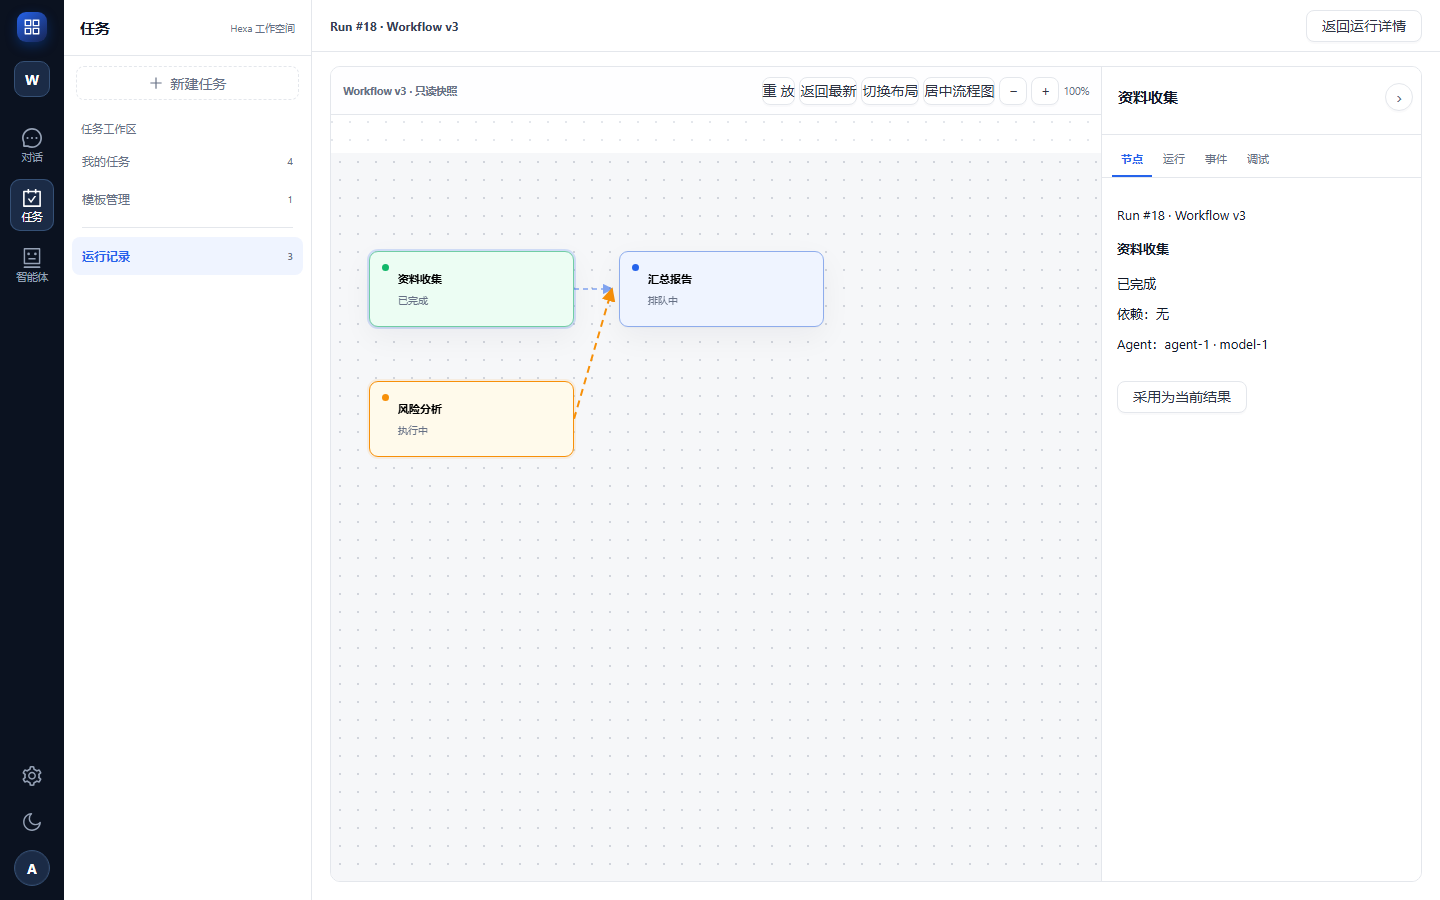 W
对话
任务
智能体
A
任务
Hexa 工作空间
新建任务
任务工作区
我的任务
4
模板管理
1
运行记录
3
Run #18 · Workflow v3
返回运行详情
Workflow v3 · 只读快照
重 放
返回最新
切换布局
居中流程图
−
+
100%
资料收集
已完成
汇总报告
排队中
风险分析
执行中
资料收集
›
节点
运行
事件
调试
Run #18 · Workflow v3
资料收集
已完成
依赖：无
Agent：agent-1 · model-1
采用为当前结果